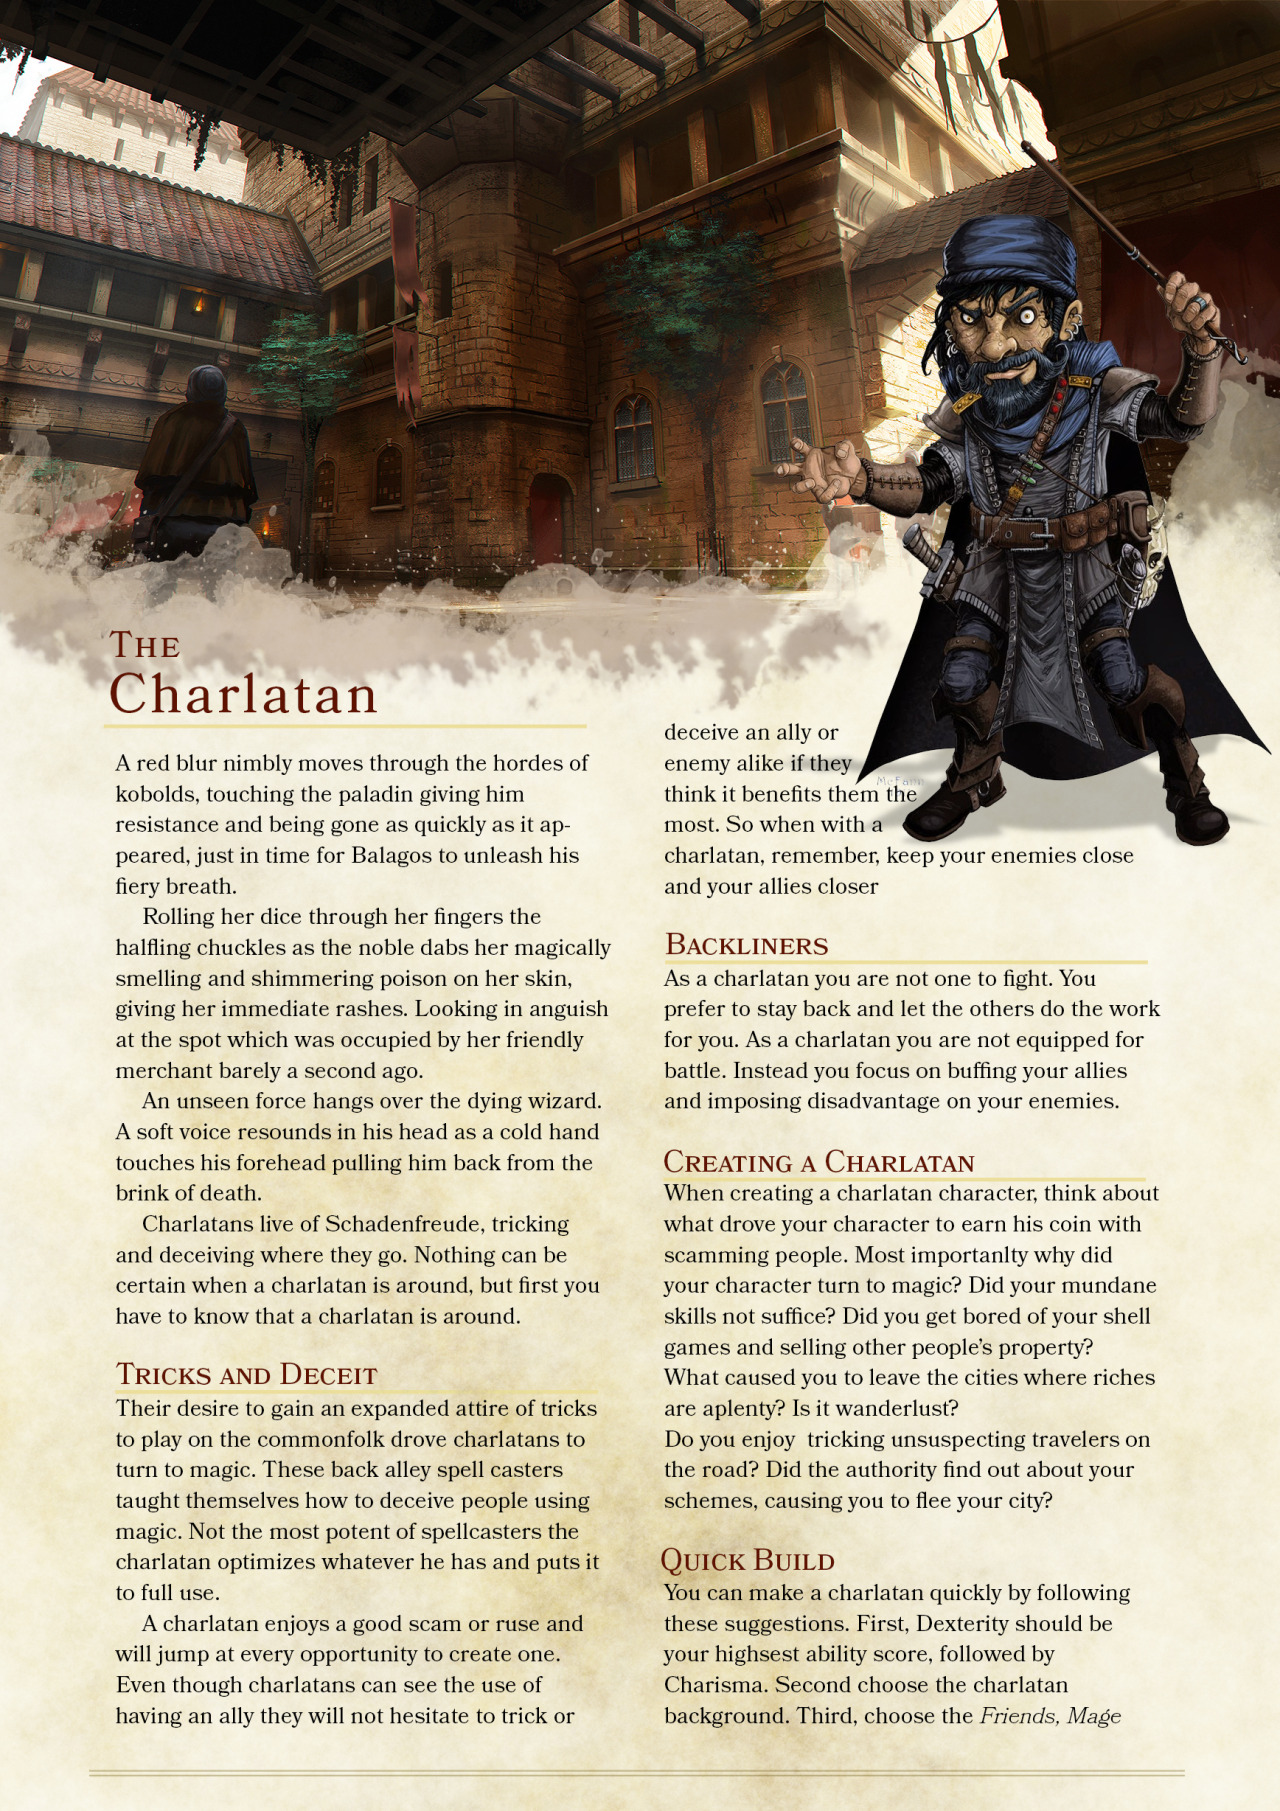 The
Charlatan
A red blur nimbly moves through the hordes of
kobolds, touching the paladin giving him
resistance and being gone as quickly as it ap-
peared, just in time for Balagos to unleash his
fiery breath.
Rolling her dice through her fingers the
halfling chuckles as the noble dabs her magically
smelling and shimmering poison on her skin,
giving her immediate rashes. Looking in anguish
at the spot which was occupied by her friendly
merchant barely a second ago.
An unseen force hangs over the dying wizard.
A soft voice resounds in his head as a cold hand
touches his forehead pulling him back from the
brink of death.
Charlatans live of Schadenfreude, tricking
and deceiving where they go. Nothing can be
certain when a charlatan is around, but first you
have to know that a charlatan is around.
Tricks and Deceit
Their desire to gain an expanded attire of tricks
to play on the commonfolk drove charlatans to
turn to magic. These back alley spell casters
taught themselves how to deceive people using
magic. Not the most potent of spellcasters the
charlatan optimizes whatever he has and puts it
to full use.
A charlatan enjoys a good scam or ruse and
will jump at every opportunity to create one.
Even though charlatans can see the use of
having an ally they will not hesitate to trick or
deceive an ally or
enemy alike if they
think it benefits them the
most. So when with a
charlatan, remember, keep your enemies close
and your allies closer
Backliners
As a charlatan you are not one to fight. You
prefer to stay back and let the others do the work
for you. As a charlatan you are not equipped for
battle. Instead you focus on buffing your allies
and imposing disadvantage on your enemies.
Creating a Charlatan
When creating a charlatan character, think about
what drove your character to earn his coin with
scamming people. Most importanlty why did
your character turn to magic? Did your mundane
skills not suffice? Did you get bored of your shell
games and selling other people's property?
What caused you to leave the cities where riches
are aplenty? Is it wanderlust?
Do you enjoy  tricking unsuspecting travelers on
the road? Did the authority find out about your
schemes, causing you to flee your city?
Quick Build
You can make a charlatan quickly by following
these suggestions. First, Dexterity should be
your highsest ability score, followed by
Charisma. Second choose the charlatan
background. Third, choose the Friends, Mage